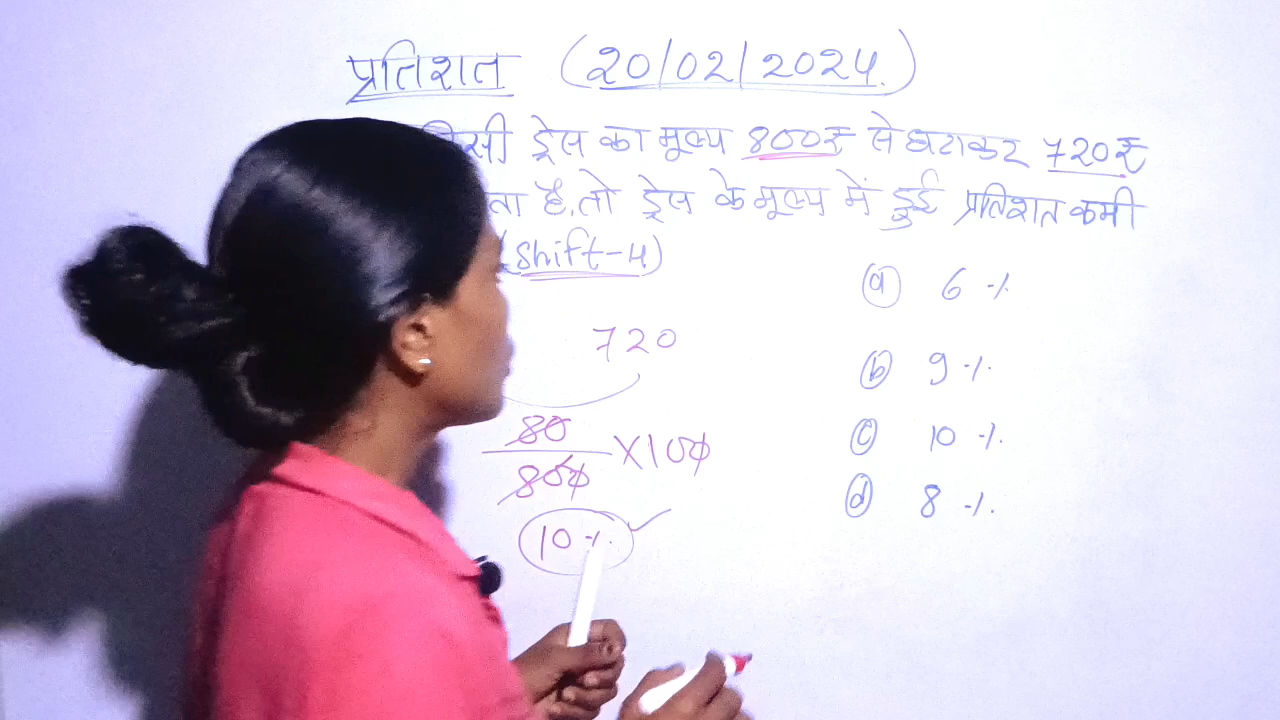 प्रतिशत (20/02/2024.)
ड्रेस का मूल्य 800₹ से घटाकर 720₹
है, तो ड्रेस के मूल्य में हुई प्रतिशत कमी
(Shift-4)
(a) 6 %
720
(b) 9 %
80/800 ×100
(c) 10 %
(d) 8 %
10 %